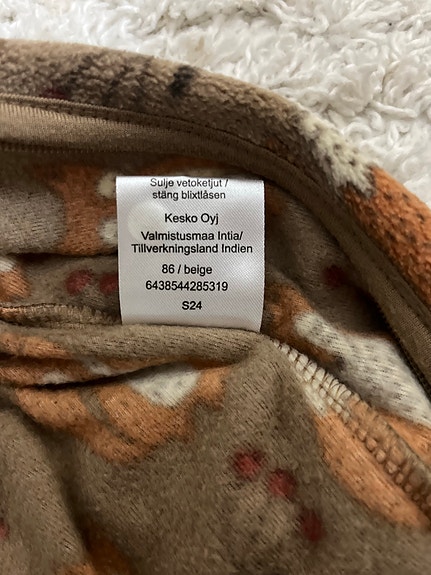 Sulje vetoketjut /
stäng blixtlåsen
Kesko Oyj
Valmistusmaa Intia/
Tillverkningsland Indien
86 / beige
6438544285319
S24